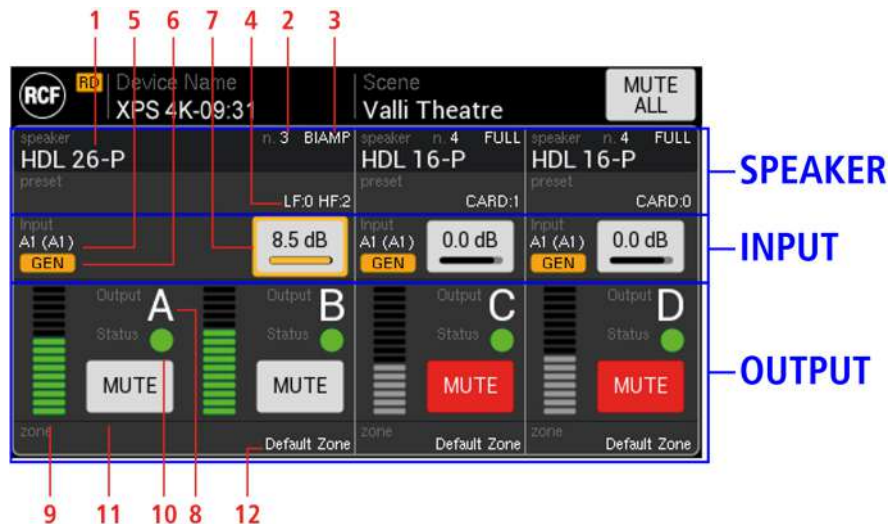 1 5 6 7 4 2 3
RCF RD Device Name Scene MUTE ALL
XPS 4K-09:31 Valli Theatre
speaker n. 3 BIAMP speaker n. 4 FULL speaker n. 4 FULL
HDL 26-P HDL 16-P HDL 16-P
SPEAKER
preset preset preset
LF:0 HF:2 CARD:1 CARD:0
Input Input Input
A1 (A1) 8.5 dB A1 (A1) 0.0 dB A1 (A1) 0.0 dB
INPUT
GEN GEN GEN
Output A Output B Output C Output D
Status Status Status Status
OUTPUT
MUTE MUTE MUTE MUTE
zone zone zone
Default Zone Default Zone Default Zone
9 11 10 8 12